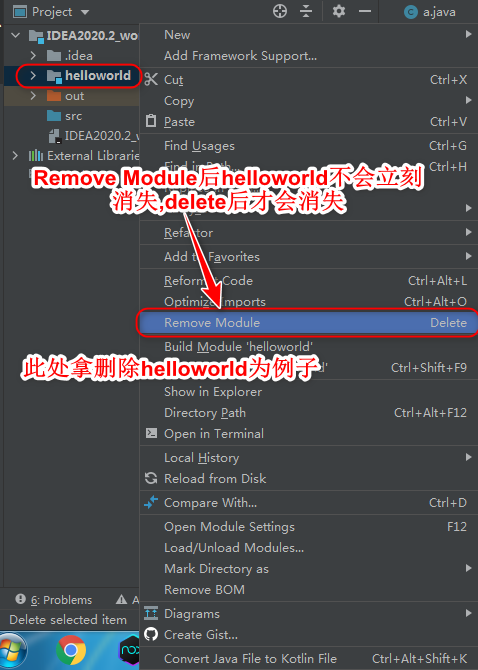 Project
a.java
IDEA2020.2_wo
New
.idea
Add Framework Support...
helloworld
Cut Ctrl+X
out
Copy
src
Paste Ctrl+V
IDEA2020.2_w
Find Usages Ctrl+G
External Librarie
Ctrl+H
Remove Module后helloworld不会立刻
消失,delete后才会消失
Refactor
Add to Favorites
Reformat Code Ctrl+Alt+L
Optimize Imports Ctrl+Alt+O
Remove Module Delete
Build Module 'helloworld'
此处拿删除helloworld为例子
Ctrl+Shift+F9
Show in Explorer
Directory Path Ctrl+Alt+F12
Open in Terminal
Local History
Reload from Disk
Compare With... Ctrl+D
Open Module Settings F12
Load/Unload Modules...
Mark Directory as
6: Problems
Remove BOM
Delete selected item
Diagrams
Create Gist...
Convert Java File to Kotlin File Ctrl+Alt+Shift+K